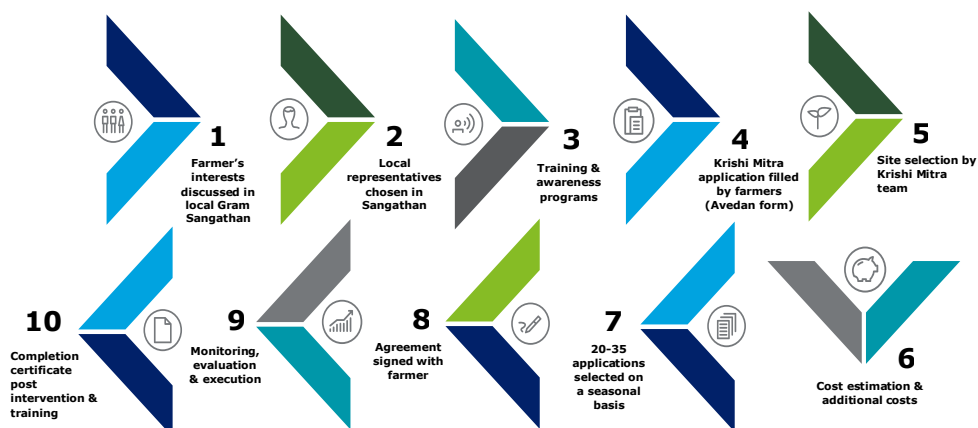 1
Farmer's
interests
discussed in
local Gram
Sangathan
2
Local
representatives
chosen in
Sangathan
3
Training &
awareness
programs
4
Krishi Mitra
application filled
by farmers
(Avedan form)
5
Site selection by
Krishi Mitra
team
6
Cost estimation &
additional costs
7
20-35
applications
selected on
a seasonal
basis
8
Agreement
signed with
farmer
9
Monitoring,
evaluation
& execution
10
Completion
certificate
post
intervention &
training